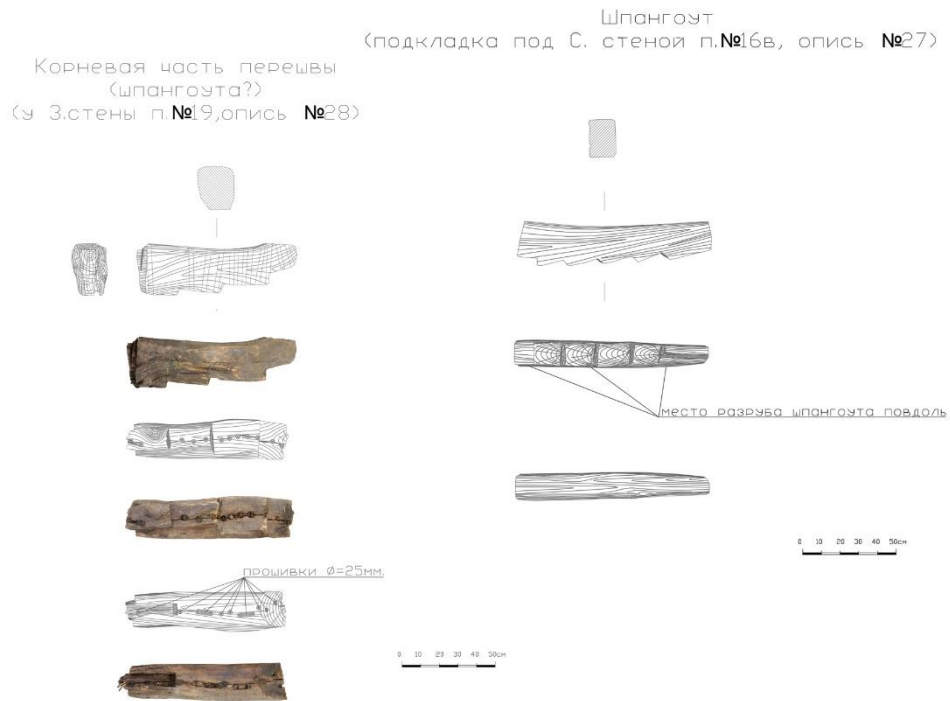 Шпангоут
(подкладка под С. стеной п.№16в, опись №27)
Корневая часть перешвы
(шпангоута?)
(у З.стены п.№19,опись №28)
место разруба шпангоута повдоль
0 10 20 30 40 50см
прошивки Ø=25мм.
0 10 20 30 40 50см